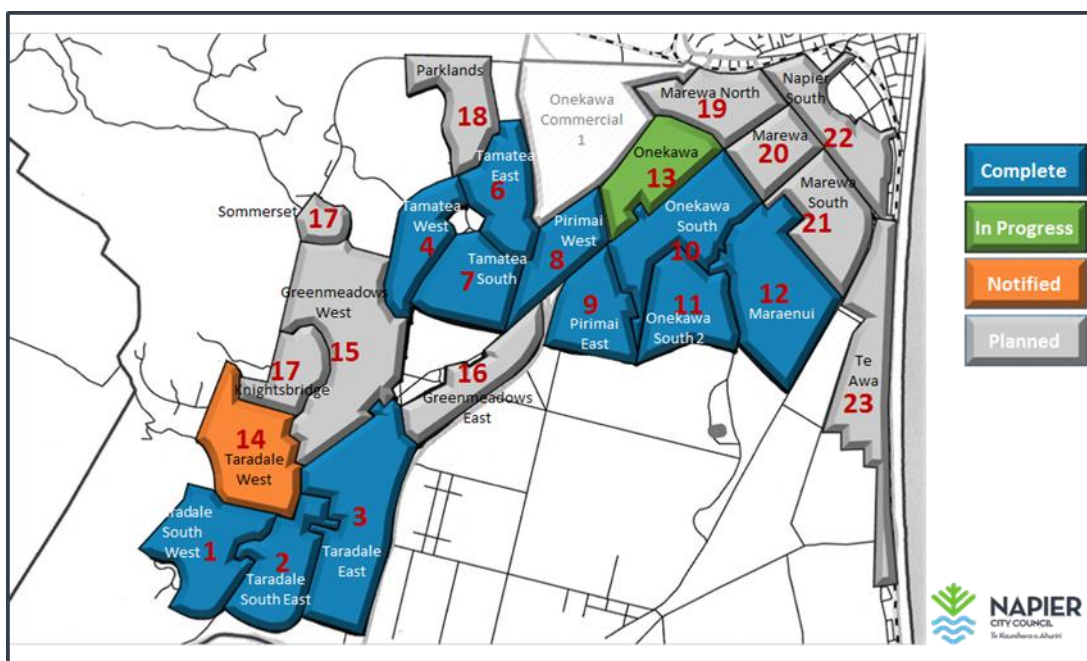 Parklands
18
Onekawa
Commercial
1
Marewa North
19
Napier
South
22
Marewa
20
Marewa
South
21
Onekawa
13
Tamatea
East
6
Tamatea
West
4
Tamatea
South
7
Pirimai
West
8
Onekawa
South
10
9
Pirimai
East
11
Onekawa
South 2
12
Maraenui
Sommerset
17
Greenmeadows
West
15
17
Knightsbridge
16
Greenmeadows
East
Te
Awa
23
14
Taradale
West
aradale
South
West
1
2
Taradale
South East
3
Taradale
East
Complete
In Progress
Notified
Planned
NAPIER
CITY COUNCIL
Te Kaunihera o Ahuriri